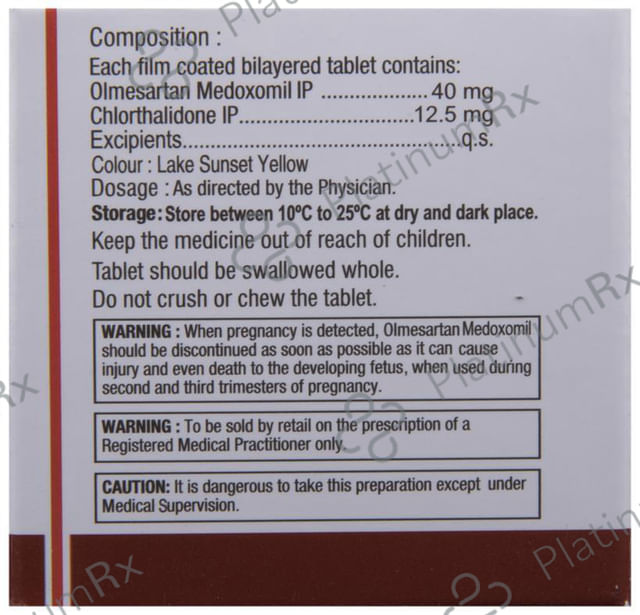 Composition :
Each film coated bilayered tablet contains:
Olmesartan Medoxomil IP ................... 40 mg
Chlorthalidone IP...............................12.5 mg
Excipients..................................................q.s.
Colour : Lake Sunset Yellow
Dosage : As directed by the Physician.
Storage: Store between 10ºC to 25ºC at dry and dark place.
Keep the medicine out of reach of children.
Tablet should be swallowed whole.
Do not crush or chew the tablet.
WARNING : When pregnancy is detected, Olmesartan Medoxomil
should be discontinued as soon as possible as it can cause
injury and even death to the developing fetus, when used during
second and third trimesters of pregnancy.
WARNING : To be sold by retail on the prescription of a
Registered Medical Practitioner only.
CAUTION: It is dangerous to take this preparation except under
Medical Supervision.
PlatinumRx
PlatinumRx